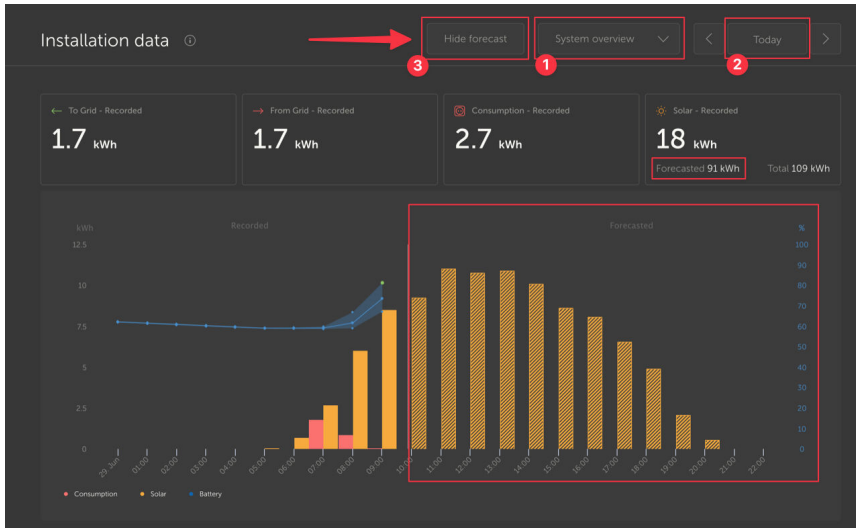 Installation data
Hide forecast
System overview
Today
3
1
2
To Grid - Recorded
1.7 kWh
From Grid - Recorded
1.7 kWh
Consumption - Recorded
2.7 kWh
Solar - Recorded
18 kWh
Forecasted 91 kWh
Total 109 kWh
Recorded
Forecasted
kWh
12.5
10
7.5
5
2.5
0
%
100
90
80
70
60
50
40
30
20
10
0
29. Jun
01:00
02:00
03:00
04:00
05:00
06:00
07:00
08:00
09:00
10:00
11:00
12:00
13:00
14:00
15:00
16:00
17:00
18:00
19:00
20:00
21:00
22:00
Consumption
Solar
Battery